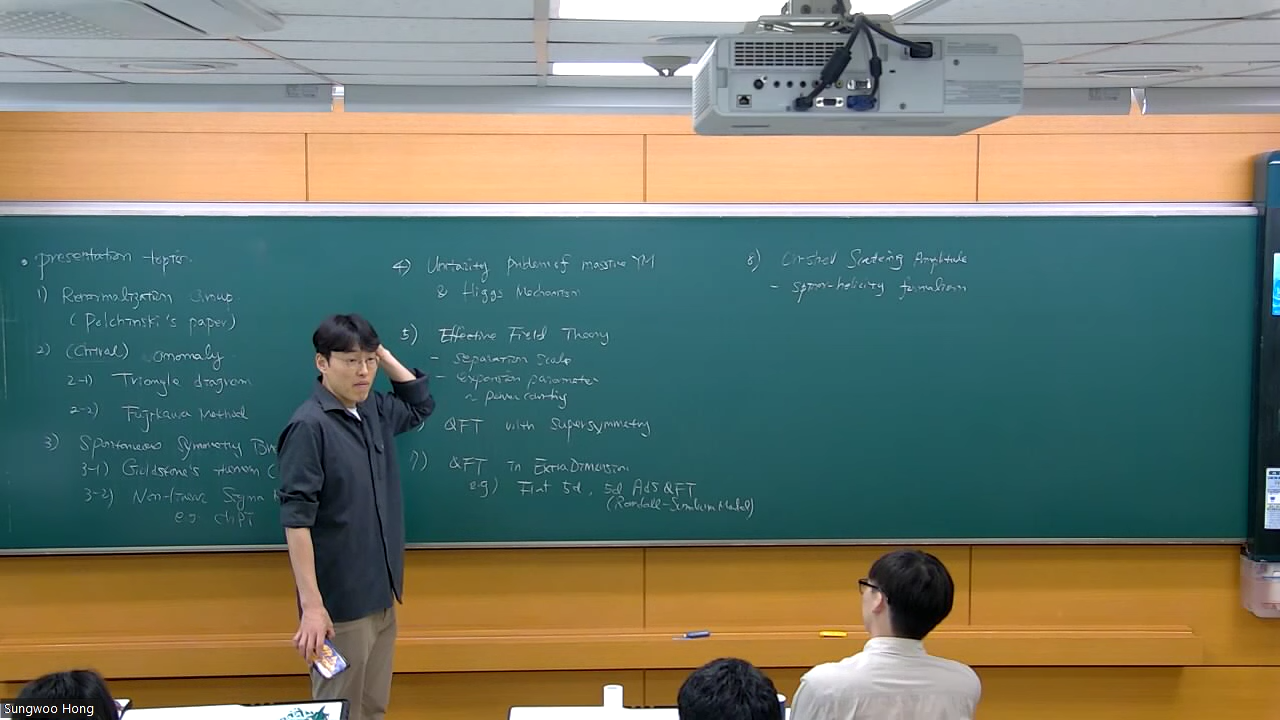 • presentation topic.
1) Renormalization Group
(Polchinski's paper)
2) (Chiral) anomaly
2-1) Triangle diagram
2-2) Fujikawa Method
3) Spontaneous Symmetry Br
3-1) Goldstone's theorem (
3-2) Non-linear Sigma
e.g. chPT
4) Unitarity problem of massive YM
& Higgs Mechanism
5) Effective Field Theory
- Separation Scale
- expansion parameter
~ power counting
) QFT with Supersymmetry
7) QFT in Extra Dimension
e.g) Flat 5d, 5d AdS QFT
(Randall-Sundrum Model)
8) On-shell Scattering Amplitude
- spinor-helicity formalism
Sungwoo Hong